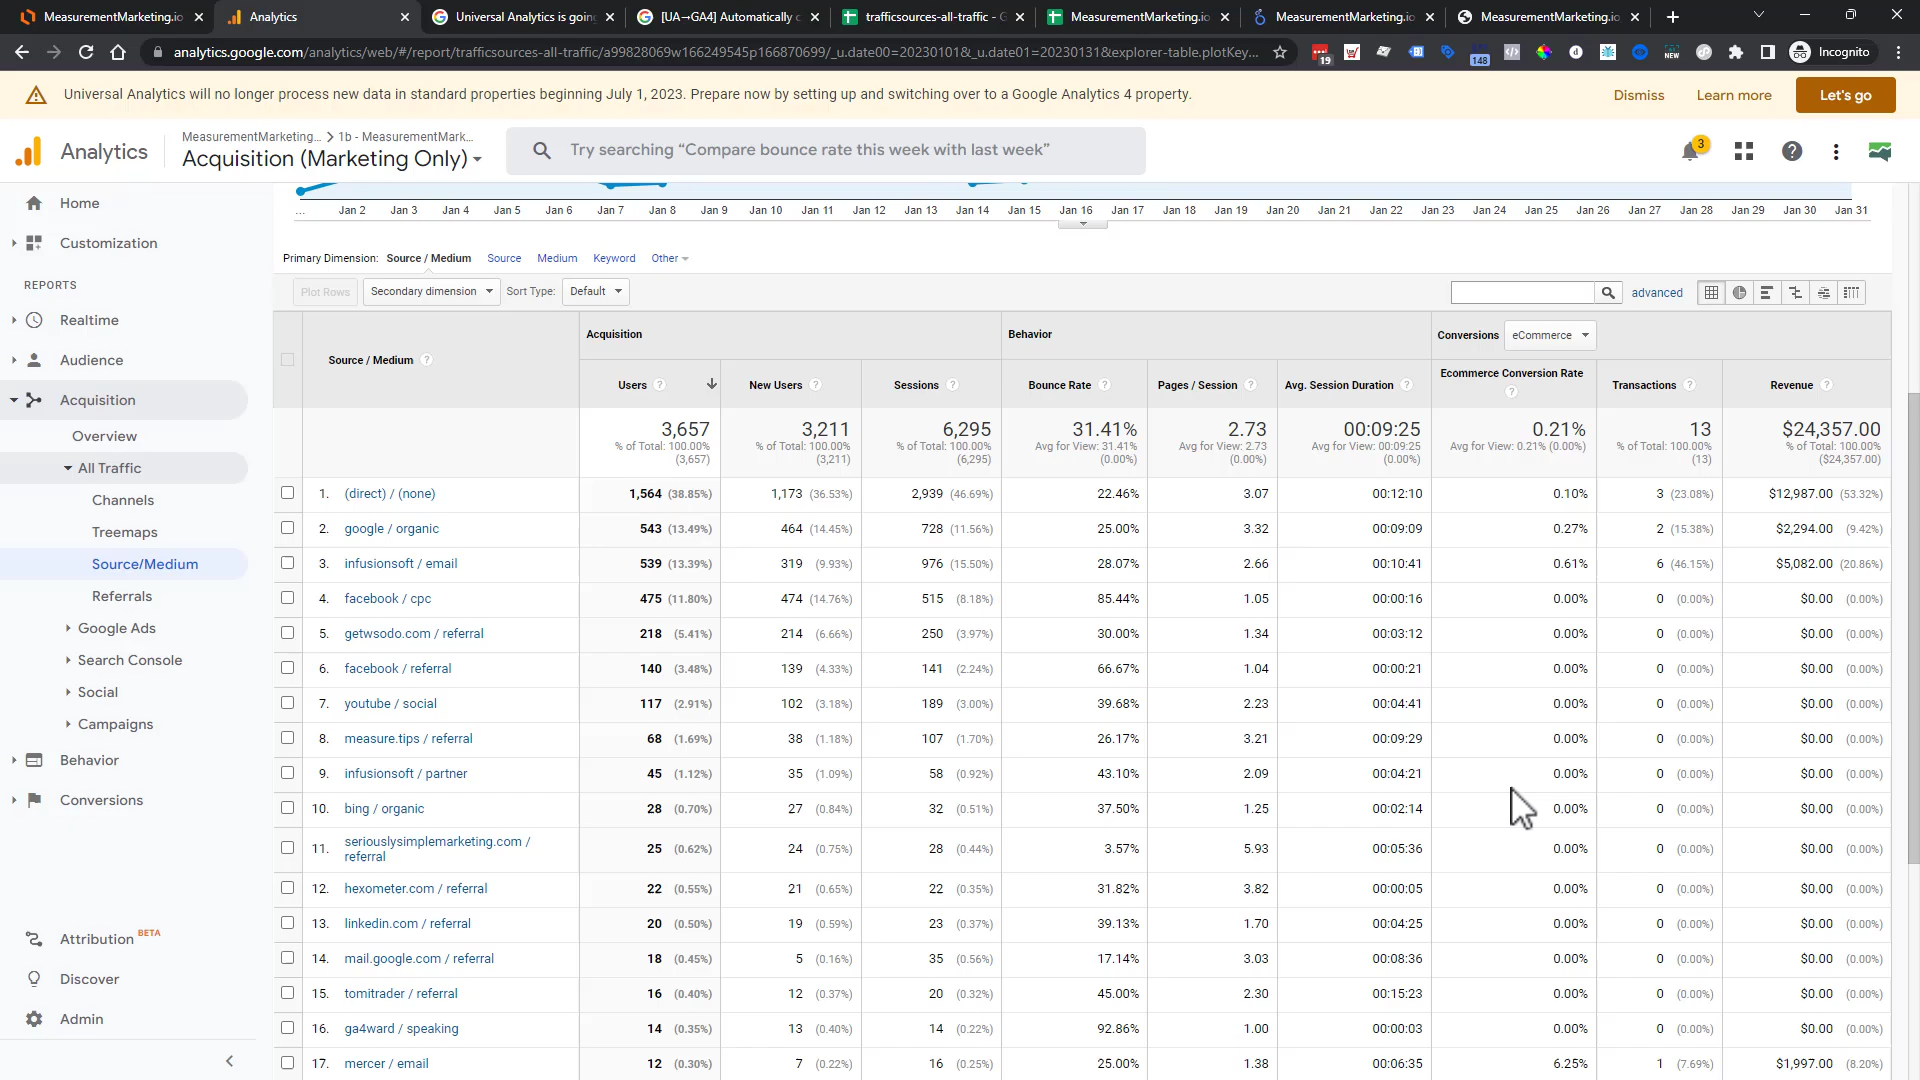 MeasurementMarketing.io
Analytics
Universal Analytics is going
[UA→GA4] Automatically c
trafficsources-all-traffic - G
MeasurementMarketing.io
MeasurementMarketing.io
MeasurementMarketing.io
analytics.google.com/analytics/web/#/report/trafficsources-all-traffic/a99828069w166249545p166870699/_u.date00=20230101&_u.date01=20230131&explorer-table.plotKey...
19
148
NEW
Incognito
Universal Analytics will no longer process new data in standard properties beginning July 1, 2023. Prepare now by setting up and switching over to a Google Analytics 4 property.
Dismiss
Learn more
Let's go
Analytics
MeasurementMarketing... > 1b - MeasurementMark...
Acquisition (Marketing Only)
Try searching “Compare bounce rate this week with last week”
3
Home
Customization
REPORTS
Realtime
Audience
Acquisition
Overview
All Traffic
Channels
Treemaps
Source/Medium
Referrals
Google Ads
Search Console
Social
Campaigns
Behavior
Conversions
Attribution BETA
Discover
Admin
... Jan 2 Jan 3 Jan 4 Jan 5 Jan 6 Jan 7 Jan 8 Jan 9 Jan 10 Jan 11 Jan 12 Jan 13 Jan 14 Jan 15 Jan 16 Jan 17 Jan 18 Jan 19 Jan 20 Jan 21 Jan 22 Jan 23 Jan 24 Jan 25 Jan 26 Jan 27 Jan 28 Jan 29 Jan 30 Jan 31
Primary Dimension: Source / Medium Source Medium Keyword Other
Plot Rows Secondary dimension Sort Type: Default advanced
Acquisition Behavior Conversions eCommerce
Source / Medium ? Users ? New Users ? Sessions ? Bounce Rate ? Pages / Session ? Avg. Session Duration ? Ecommerce Conversion Rate ? Transactions ? Revenue ?
3,657 3,211 6,295 31.41% 2.73 00:09:25 0.21% 13 $24,357.00
% of Total: 100.00% % of Total: 100.00% % of Total: 100.00% Avg for View: 31.41% Avg for View: 2.73 Avg for View: 00:09:25 Avg for View: 0.21% (0.00%) % of Total: 100.00% % of Total: 100.00%
(3,657) (3,211) (6,295) (0.00%) (0.00%) (0.00%) (13) ($24,357.00)
1. (direct) / (none) 1,564 (38.85%) 1,173 (36.53%) 2,939 (46.69%) 22.46% 3.07 00:12:10 0.10% 3 (23.08%) $12,987.00 (53.32%)
2. google / organic 543 (13.49%) 464 (14.45%) 728 (11.56%) 25.00% 3.32 00:09:09 0.27% 2 (15.38%) $2,294.00 (9.42%)
3. infusionsoft / email 539 (13.39%) 319 (9.93%) 976 (15.50%) 28.07% 2.66 00:10:41 0.61% 6 (46.15%) $5,082.00 (20.86%)
4. facebook / cpc 475 (11.80%) 474 (14.76%) 515 (8.18%) 85.44% 1.05 00:00:16 0.00% 0 (0.00%) $0.00 (0.00%)
5. getwsodo.com / referral 218 (5.41%) 214 (6.66%) 250 (3.97%) 30.00% 1.34 00:03:12 0.00% 0 (0.00%) $0.00 (0.00%)
6. facebook / referral 140 (3.48%) 139 (4.33%) 141 (2.24%) 66.67% 1.04 00:00:21 0.00% 0 (0.00%) $0.00 (0.00%)
7. youtube / social 117 (2.91%) 102 (3.18%) 189 (3.00%) 39.68% 2.23 00:04:41 0.00% 0 (0.00%) $0.00 (0.00%)
8. measure.tips / referral 68 (1.69%) 38 (1.18%) 107 (1.70%) 26.17% 3.21 00:09:29 0.00% 0 (0.00%) $0.00 (0.00%)
9. infusionsoft / partner 45 (1.12%) 35 (1.09%) 58 (0.92%) 43.10% 2.09 00:04:21 0.00% 0 (0.00%) $0.00 (0.00%)
10. bing / organic 28 (0.70%) 27 (0.84%) 32 (0.51%) 37.50% 1.25 00:02:14 0.00% 0 (0.00%) $0.00 (0.00%)
11. seriouslysimplemarketing.com /
referral 25 (0.62%) 24 (0.75%) 28 (0.44%) 3.57% 5.93 00:05:36 0.00% 0 (0.00%) $0.00 (0.00%)
12. hexometer.com / referral 22 (0.55%) 21 (0.65%) 22 (0.35%) 31.82% 3.82 00:00:05 0.00% 0 (0.00%) $0.00 (0.00%)
13. linkedin.com / referral 20 (0.50%) 19 (0.59%) 23 (0.37%) 39.13% 1.70 00:04:25 0.00% 0 (0.00%) $0.00 (0.00%)
14. mail.google.com / referral 18 (0.45%) 5 (0.16%) 35 (0.56%) 17.14% 3.03 00:08:36 0.00% 0 (0.00%) $0.00 (0.00%)
15. tomitrader / referral 16 (0.40%) 12 (0.37%) 20 (0.32%) 45.00% 2.30 00:15:23 0.00% 0 (0.00%) $0.00 (0.00%)
16. ga4ward / speaking 14 (0.35%) 13 (0.40%) 14 (0.22%) 92.86% 1.00 00:00:03 0.00% 0 (0.00%) $0.00 (0.00%)
17. mercer / email 12 (0.30%) 7 (0.22%) 16 (0.25%) 25.00% 1.38 00:06:35 6.25% 1 (7.69%) $1,997.00 (8.20%)